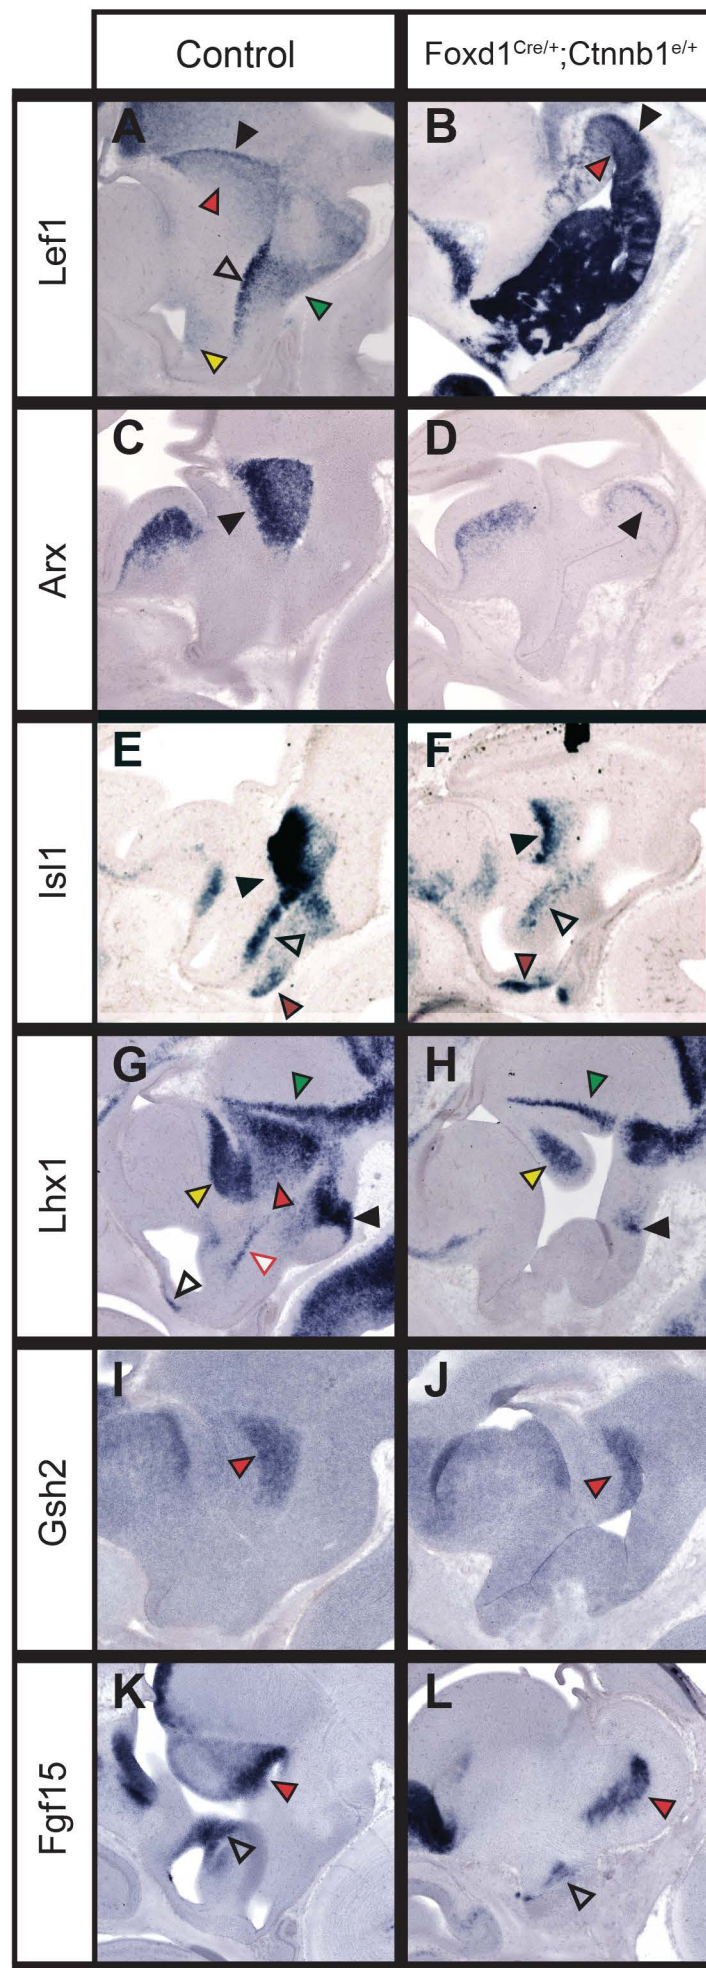 Control Foxd1Cre/+;Ctnnb1e/+
Lef1 A B
Arx C D
Isl1 E F
Lhx1 G H
Gsh2 I J
Fgf15 K L